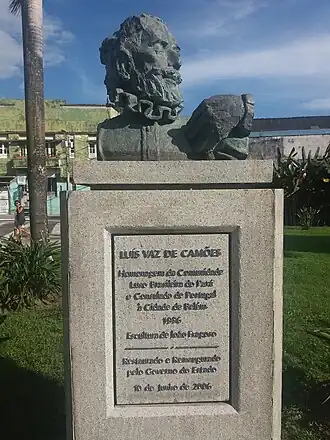 LUÍS VAZ DE CAMÕES
Homenagem da Comunidade
Luso Brasileira do Pará
e Consulado de Portugal
à Cidade de Belém
1986
Escultura de João Fragoso
Restaurado e Reinaugurado
pelo Governo do Estado
10 de Junho de 2006